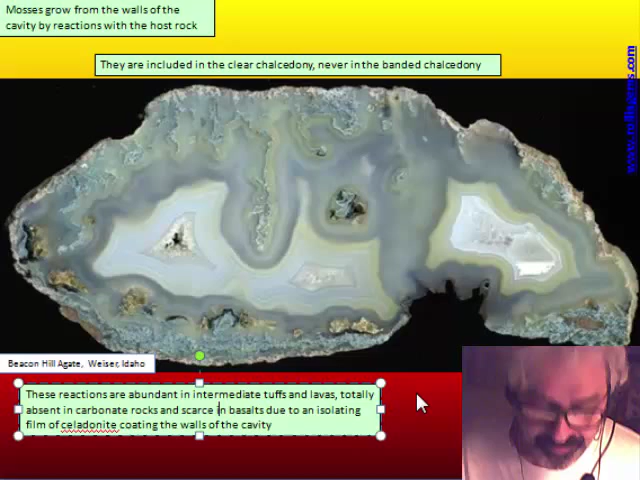 Mosses grow from the walls of the
cavity by reactions with the host rock
They are included in the clear chalcedony, never in the banded chalcedony
Beacon Hill Agate, Weiser, Idaho
These reactions are abundant in intermediate tuffs and lavas, totally
absent in carbonate rocks and scarce in basalts due to an isolating
film of celadonite coating the walls of the cavity